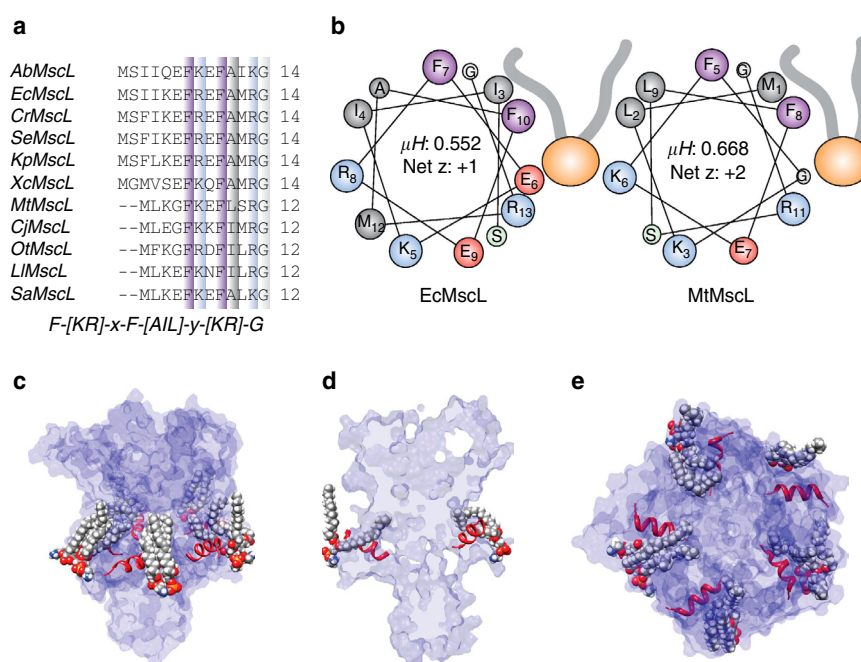 a
AbMscL MSIIQEFKEFAIKG 14
EcMscL MSIIKEFREFAMRG 14
CrMscL MSFIKEFREFAMRG 14
SeMscL MSFIKEFREFAMRG 14
KpMscL MSFLKEFREFAMRG 14
XcMscL MGMVSEFKQFAMRG 14
MtMscL --MLKGFKEFLSRG 12
CjMscL --MLEGFKKFIMRG 12
OtMscL --MFKGFRDFILRG 12
LlMscL --MLKEFKNFILRG 12
SaMscL --MLKEFKEFALKG 12
F-[KR]-x-F-[AIL]-y-[KR]-G
b
F7
G
A
I3
I4
F10
μH: 0.552
Net z: +1
R8
E6
R13
M12
S
K5
E9
EcMscL
F5
G
L9
M1
L2
F8
μH: 0.668
Net z: +2
K6
G
R11
S
K3
E7
MtMscL
c
d
e